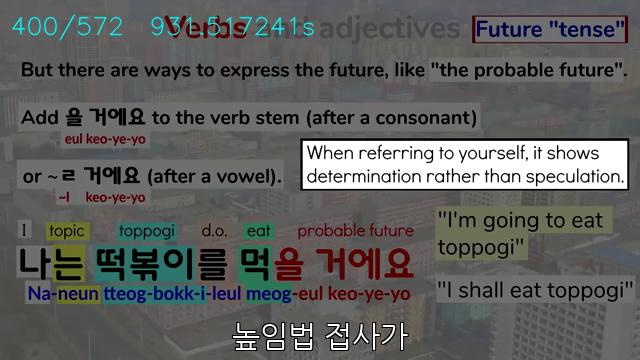 400/572 931.517241s
Verbs and adjectives
Future "tense"
But there are ways to express the future, like "the probable future".
Add 을 거에요 to the verb stem (after a consonant)
eul keo-ye-yo
or ~ㄹ 거에요 (after a vowel).
~l keo-ye-yo
When referring to yourself, it shows
determination rather than speculation.
I topic toppogi d.o. eat probable future
나는 떡볶이를 먹을 거에요
Na-neun tteog-bokk-i-leul meog-eul keo-ye-yo
"I'm going to eat
toppogi"
"I shall eat toppogi"
높임법 접사가